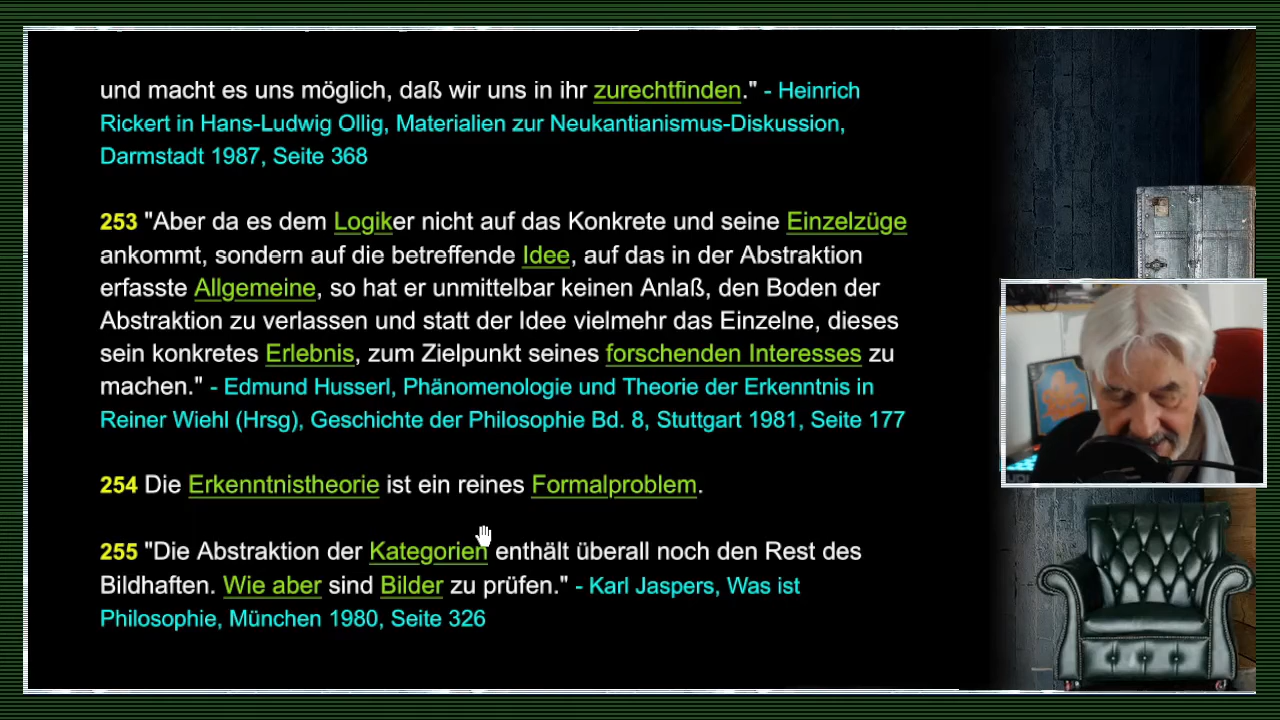 und macht es uns möglich, daß wir uns in ihr zurechtfinden." - Heinrich
Rickert in Hans-Ludwig Ollig, Materialien zur Neukantianismus-Diskussion,
Darmstadt 1987, Seite 368
253 "Aber da es dem Logiker nicht auf das Konkrete und seine Einzelzüge
ankommt, sondern auf die betreffende Idee, auf das in der Abstraktion
erfasste Allgemeine, so hat er unmittelbar keinen Anlaß, den Boden der
Abstraktion zu verlassen und statt der Idee vielmehr das Einzelne, dieses
sein konkretes Erlebnis, zum Zielpunkt seines forschenden Interesses zu
machen." - Edmund Husserl, Phänomenologie und Theorie der Erkenntnis in
Reiner Wiehl (Hrsg), Geschichte der Philosophie Bd. 8, Stuttgart 1981, Seite 177
254 Die Erkenntnistheorie ist ein reines Formalproblem.
255 "Die Abstraktion der Kategorien enthält überall noch den Rest des
Bildhaften. Wie aber sind Bilder zu prüfen." - Karl Jaspers, Was ist
Philosophie, München 1980, Seite 326